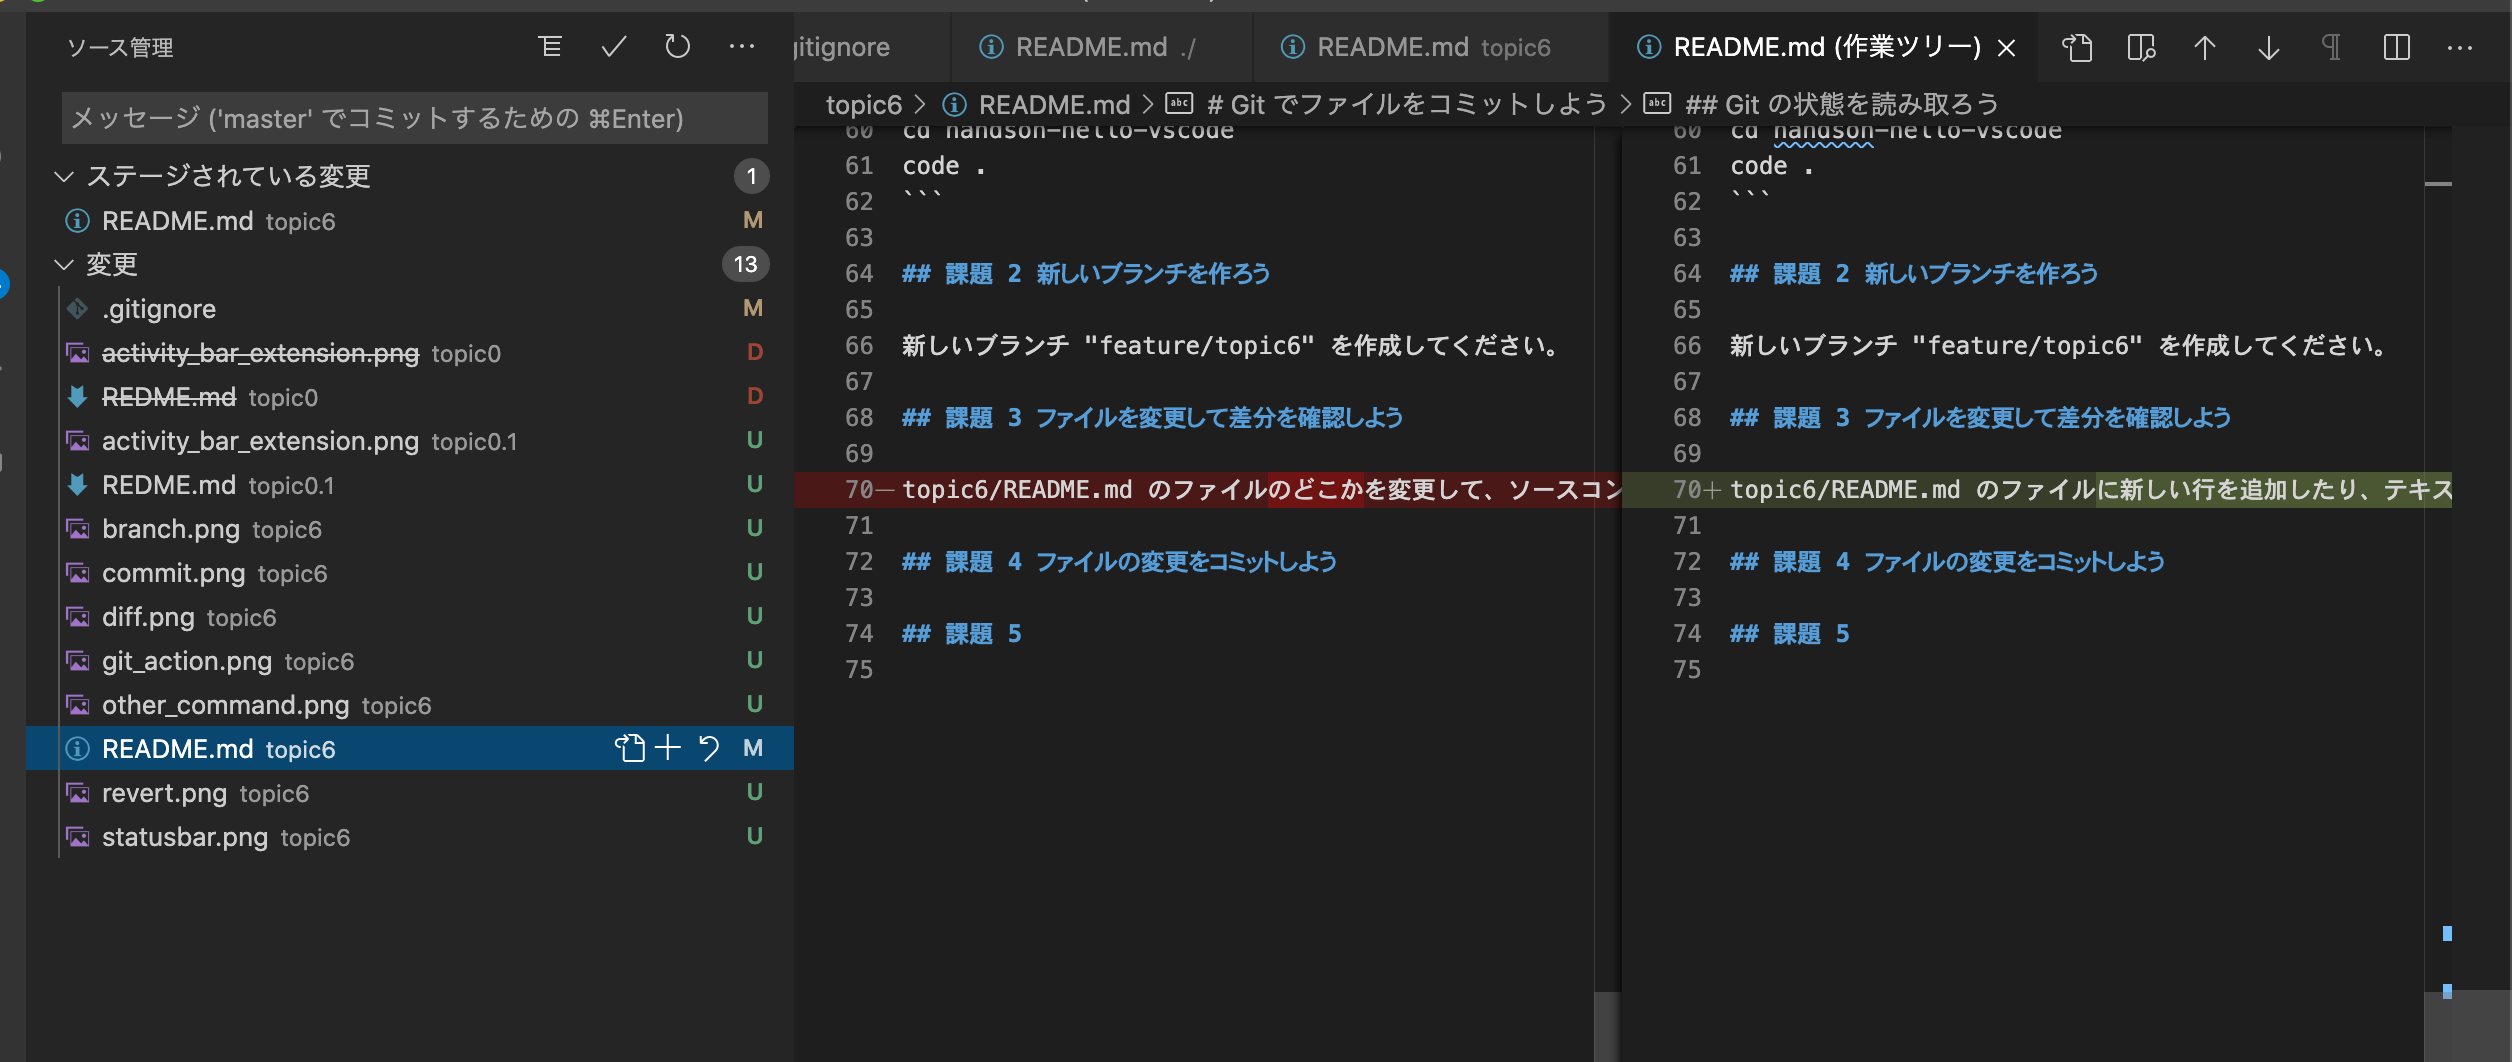 ソース管理
メッセージ ('master' でコミットするための ⌘Enter)
ステージされている変更 1
README.md topic6 M
変更 13
.gitignore M
activity_bar_extension.png topic0 D
REDME.md topic0 D
activity_bar_extension.png topic0.1 U
REDME.md topic0.1 U
branch.png topic6 U
commit.png topic6 U
diff.png topic6 U
git_action.png topic6 U
other_command.png topic6 U
README.md topic6 M
revert.png topic6 U
statusbar.png topic6 U
gitignore
README.md ./
README.md topic6
README.md (作業ツリー)
topic6 > README.md > # Git でファイルをコミットしよう > ## Git の状態を読み取ろう
60 cd handson-hello-vscode
61 code .
62 ```
63
64 ## 課題 2 新しいブランチを作ろう
65
66 新しいブランチ "feature/topic6" を作成してください。
67
68 ## 課題 3 ファイルを変更して差分を確認しよう
69
70— topic6/README.md のファイルのどこかを変更して、ソースコン
71
72 ## 課題 4 ファイルの変更をコミットしよう
73
74 ## 課題 5
75
60 cd handson-hello-vscode
61 code .
62 ```
63
64 ## 課題 2 新しいブランチを作ろう
65
66 新しいブランチ "feature/topic6" を作成してください。
67
68 ## 課題 3 ファイルを変更して差分を確認しよう
69
70+ topic6/README.md のファイルに新しい行を追加したり、テキス
71
72 ## 課題 4 ファイルの変更をコミットしよう
73
74 ## 課題 5
75